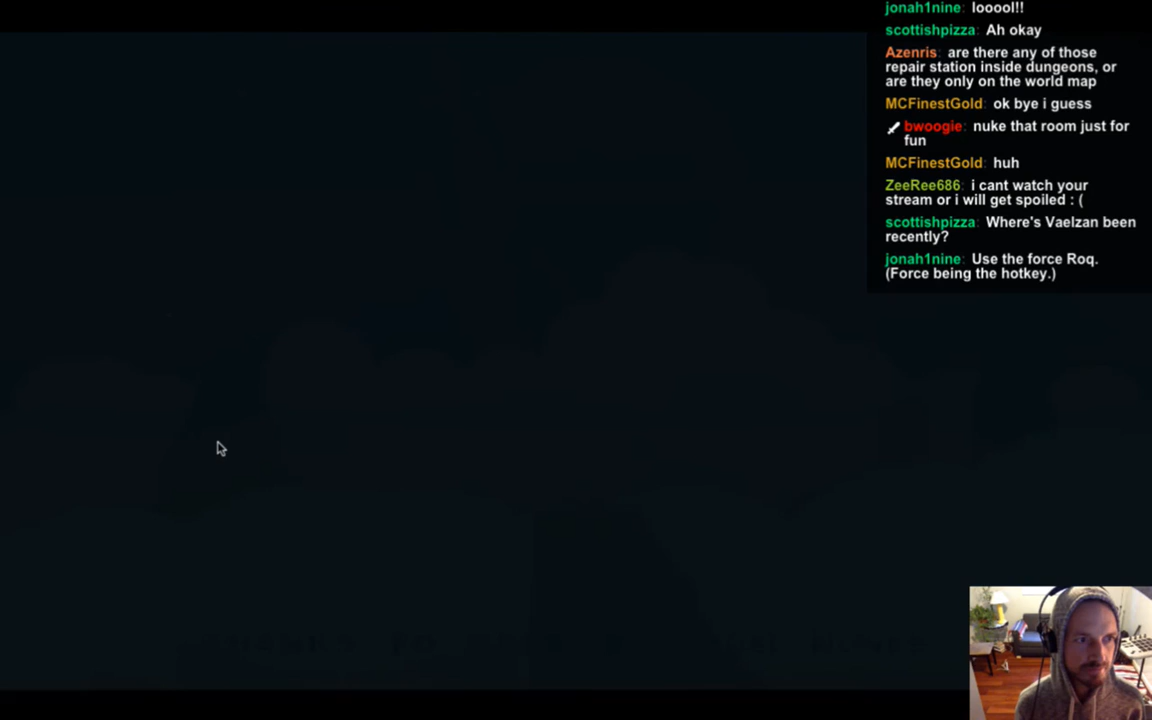 jonah1nine: looool!!
scottishpizza: Ah okay
Azenris: are there any of those
repair station inside dungeons, or
are they only on the world map
MCFinestGold: ok bye i guess
bwoogie: nuke that room just for
fun
MCFinestGold: huh
ZeeRee686: i cant watch your
stream or i will get spoiled : (
scottishpizza: Where's Vaelzan been
recently?
jonah1nine: Use the force Roq.
(Force being the hotkey.)